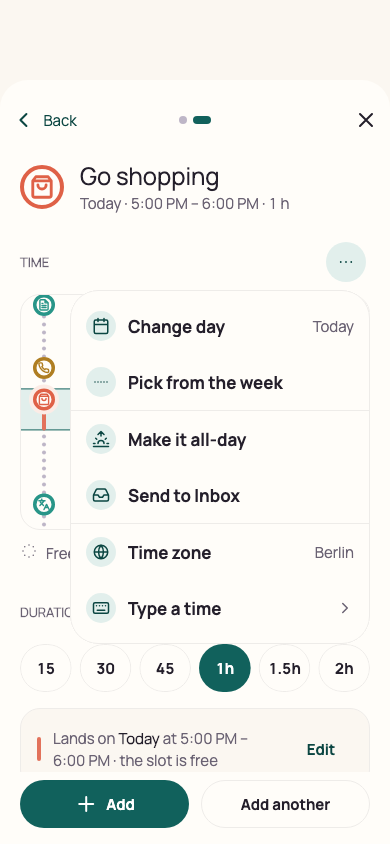 Back
Go shopping
Today · 5:00 PM – 6:00 PM · 1 h
TIME
...
Change day Today
Pick from the week
Make it all-day
Send to Inbox
Time zone Berlin
Type a time
15 30 45 1h 1.5h 2h
Lands on Today at 5:00 PM –
6:00 PM · the slot is free
Edit
Add Add another